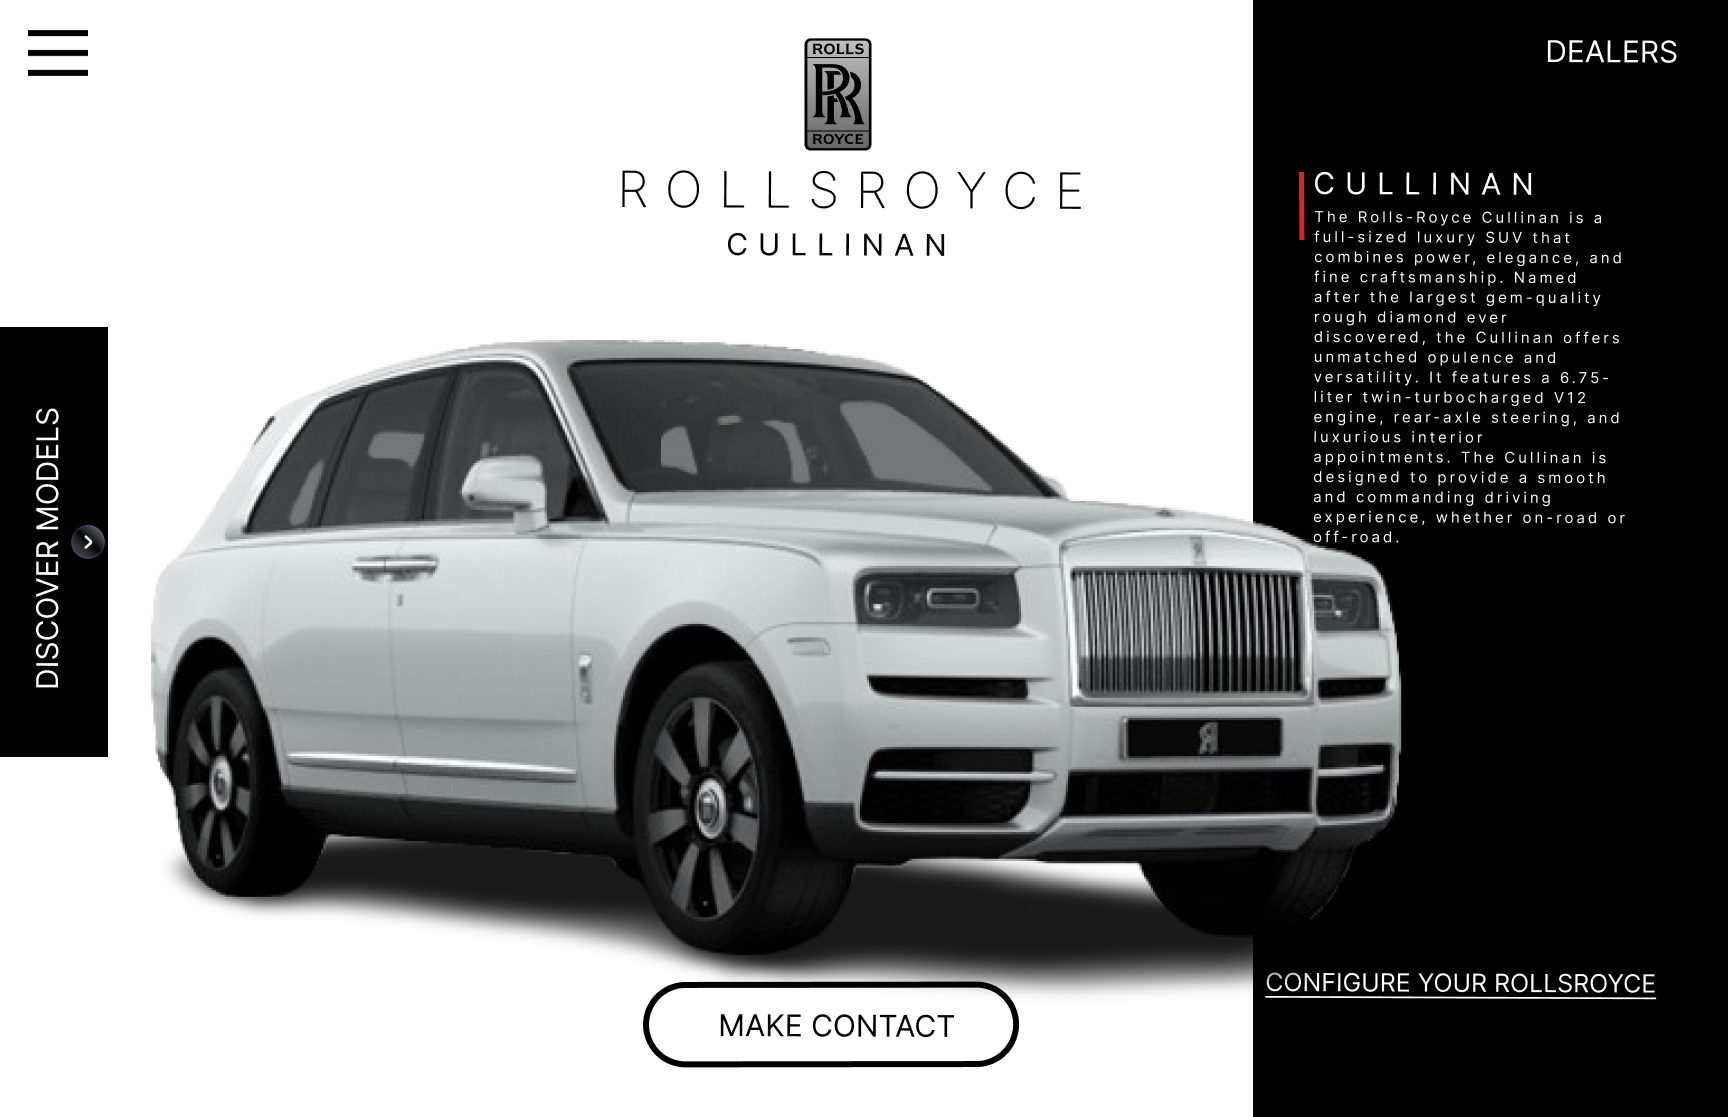 ROLLS
RR
ROYCE
DEALERS
ROLLSROYCE
CULLINAN
CULLINAN
The Rolls-Royce Cullinan is a
full-sized luxury SUV that
combines power, elegance, and
fine craftsmanship. Named
after the largest gem-quality
rough diamond ever
discovered, the Cullinan offers
unmatched opulence and
versatility. It features a 6.75-
liter twin-turbocharged V12
engine, rear-axle steering, and
luxurious interior
appointments. The Cullinan is
designed to provide a smooth
and commanding driving
experience, whether on-road or
off-road.
DISCOVER MODELS
CONFIGURE YOUR ROLLSROYCE
MAKE CONTACT